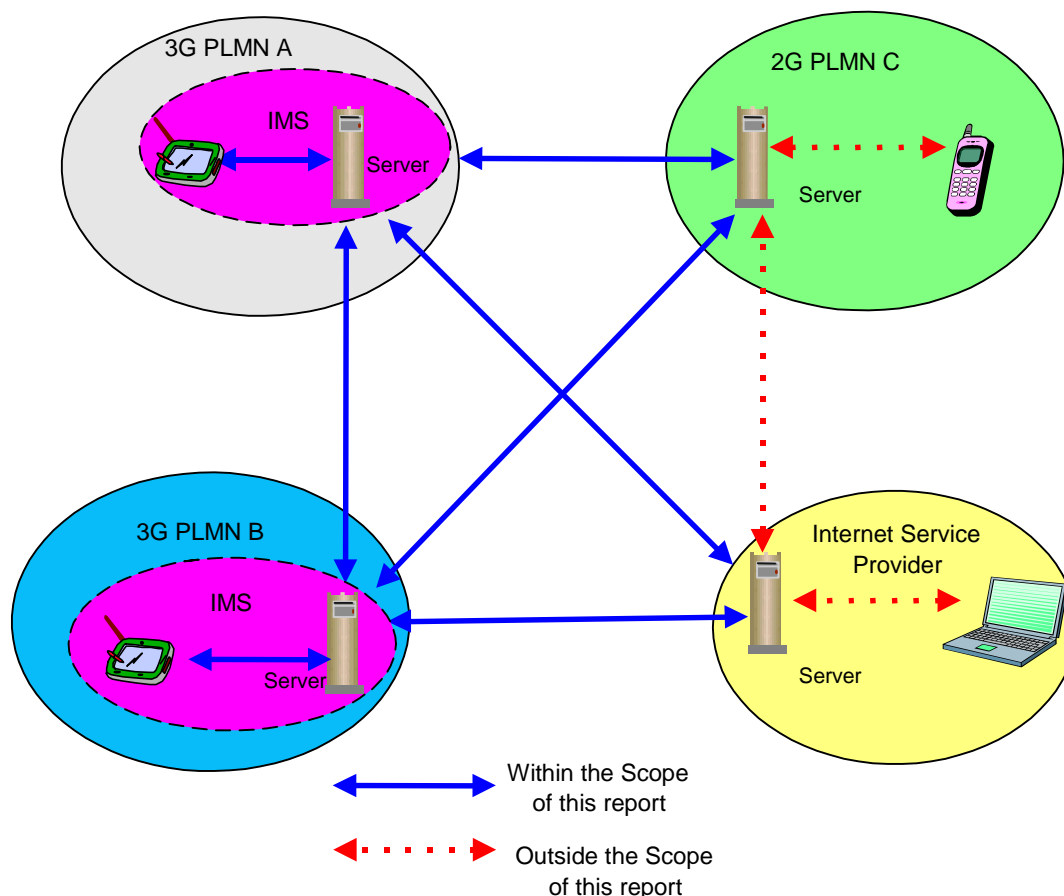 3G PLMN A
IMS
Server
2G PLMN C
Server
3G PLMN B
IMS
Server
Internet Service
Provider
Server
Within the Scope
of this report
Outside the Scope
of this report